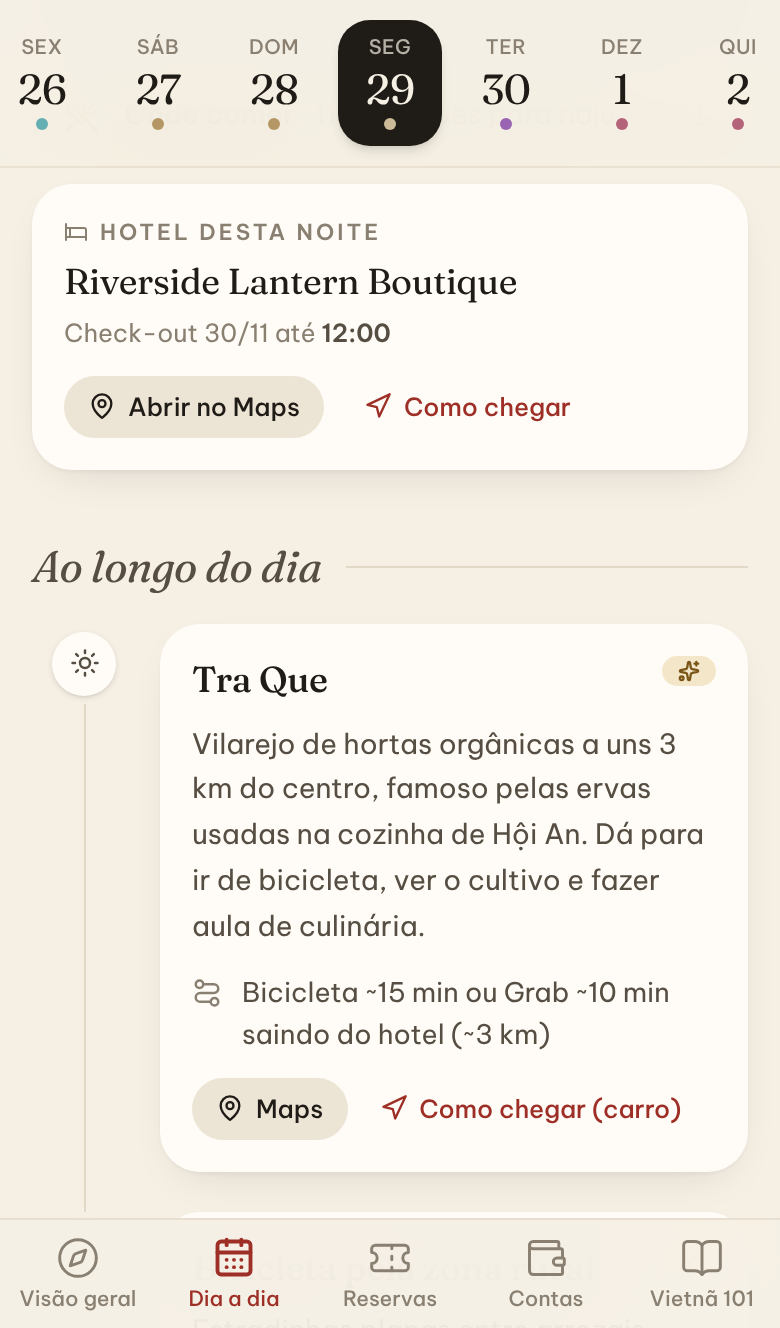 SEX SÁB DOM SEG TER DEZ QUI
26 27 28 29 30 1 2
HOTEL DESTA NOITE
Riverside Lantern Boutique
Check-out 30/11 até 12:00
Abrir no Maps Como chegar
Ao longo do dia
Tra Que
Vilarejo de hortas orgânicas a uns 3
km do centro, famoso pelas ervas
usadas na cozinha de Hội An. Dá para
ir de bicicleta, ver o cultivo e fazer
aula de culinária.
Bicicleta ~15 min ou Grab ~10 min
saindo do hotel (~3 km)
Maps Como chegar (carro)
Visão geral Dia a dia Reservas Contas Vietnã 101